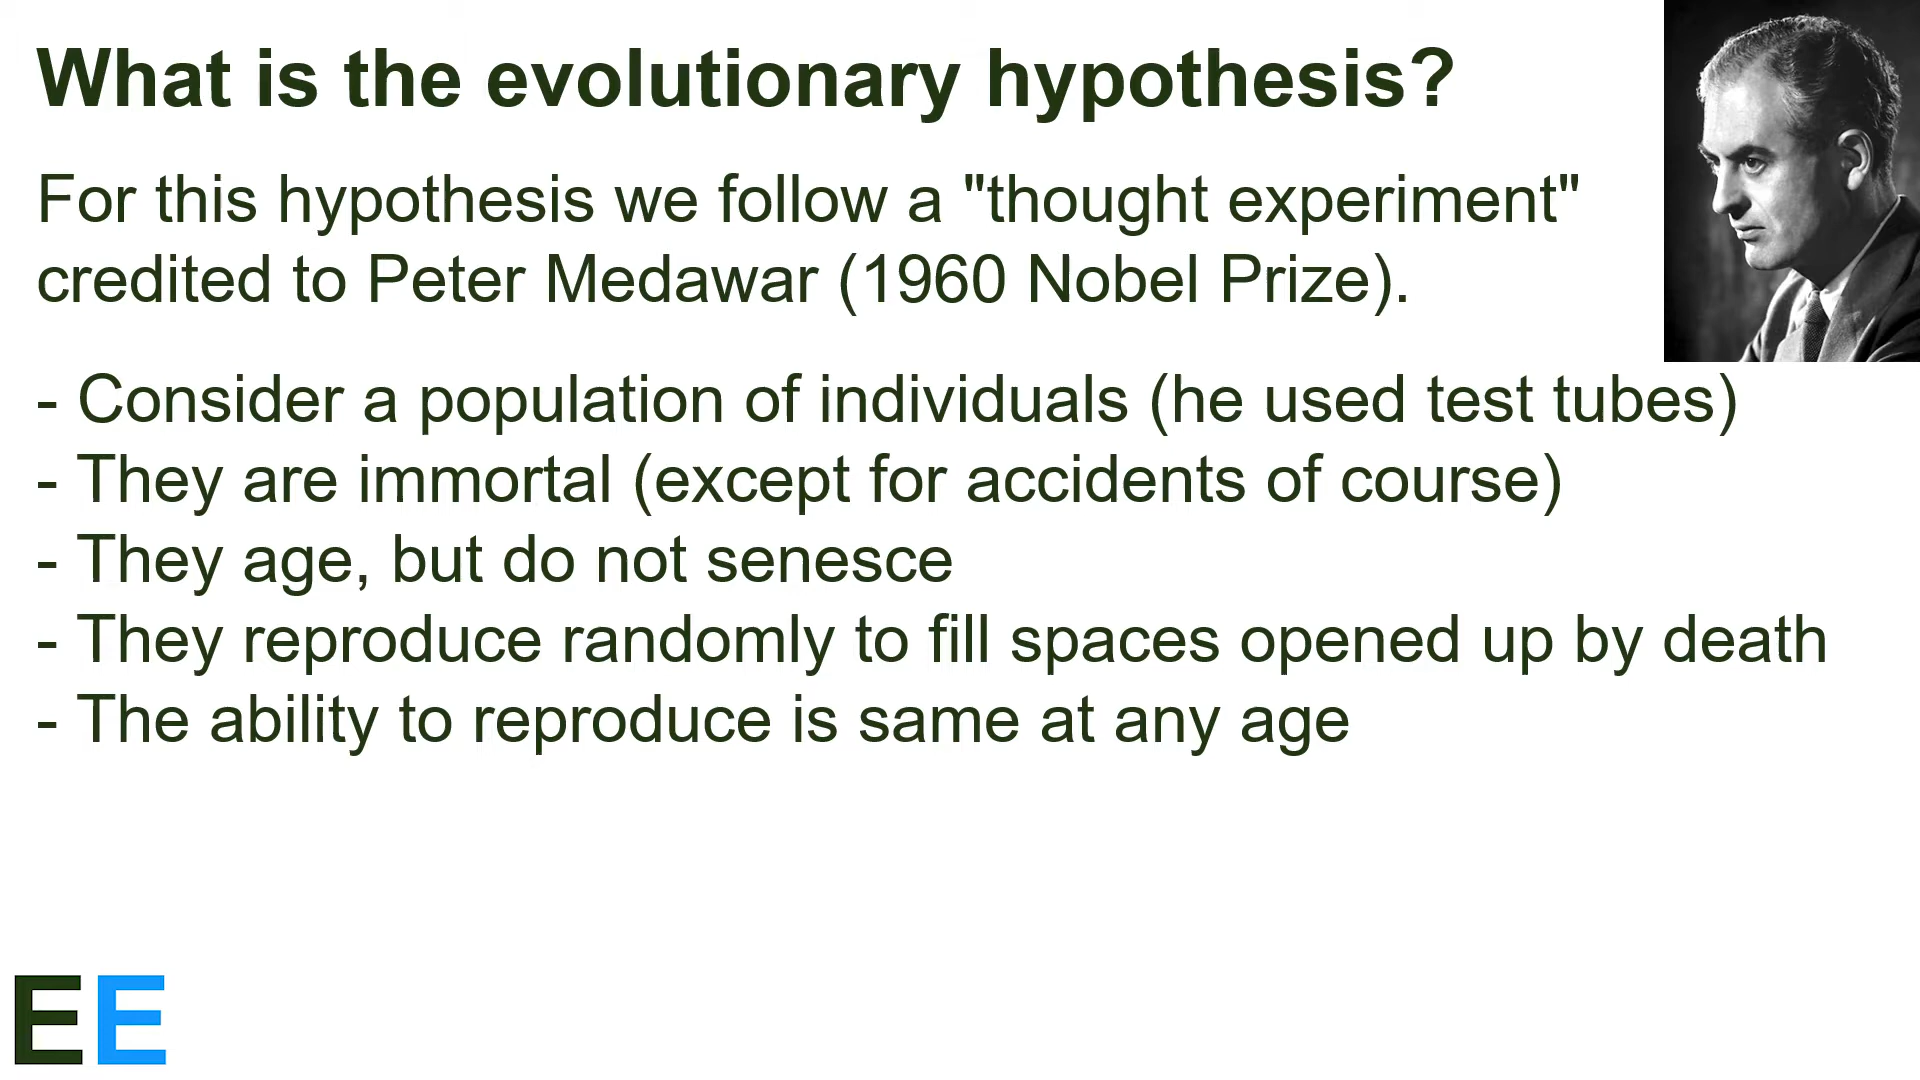 What is the evolutionary hypothesis?
For this hypothesis we follow a "thought experiment"
credited to Peter Medawar (1960 Nobel Prize).
- Consider a population of individuals (he used test tubes)
- They are immortal (except for accidents of course)
- They age, but do not senesce
- They reproduce randomly to fill spaces opened up by death
- The ability to reproduce is same at any age
EE